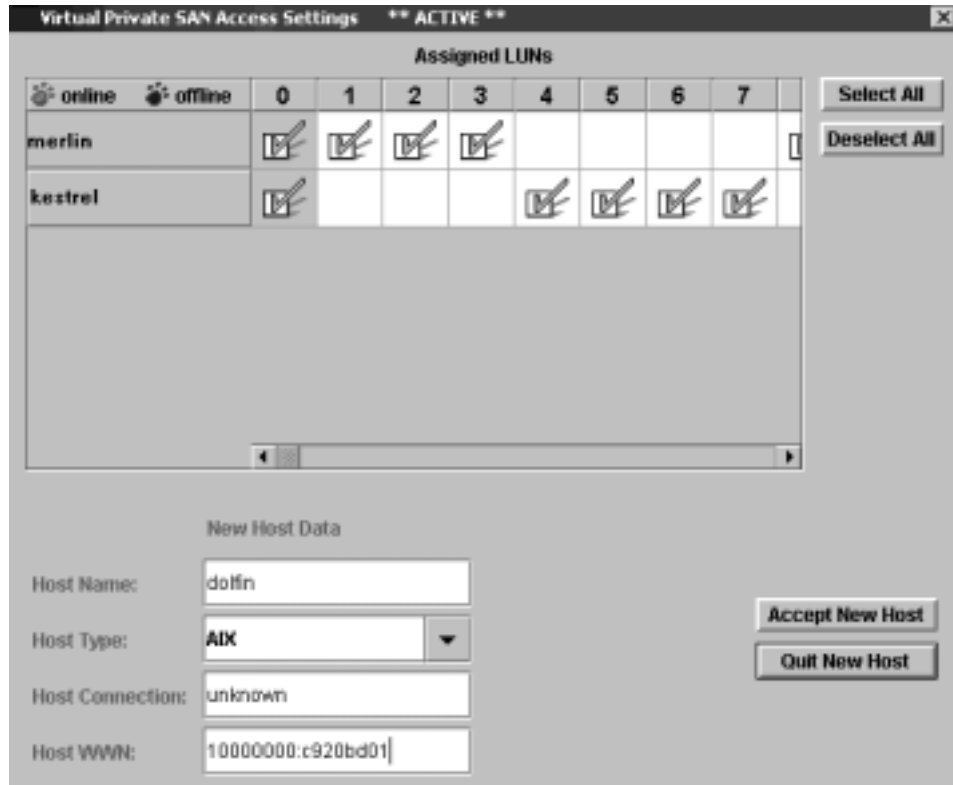 Virtual Private SAN Access Settings ** ACTIVE **
Assigned LUNs
online offline 0 1 2 3 4 5 6 7
Select All
merlin
Deselect All
kestrel
New Host Data
Host Name: dolfin
Host Type: AIX
Accept New Host
Quit New Host
Host Connection: unknown
Host WWN: 10000000:c920bd01